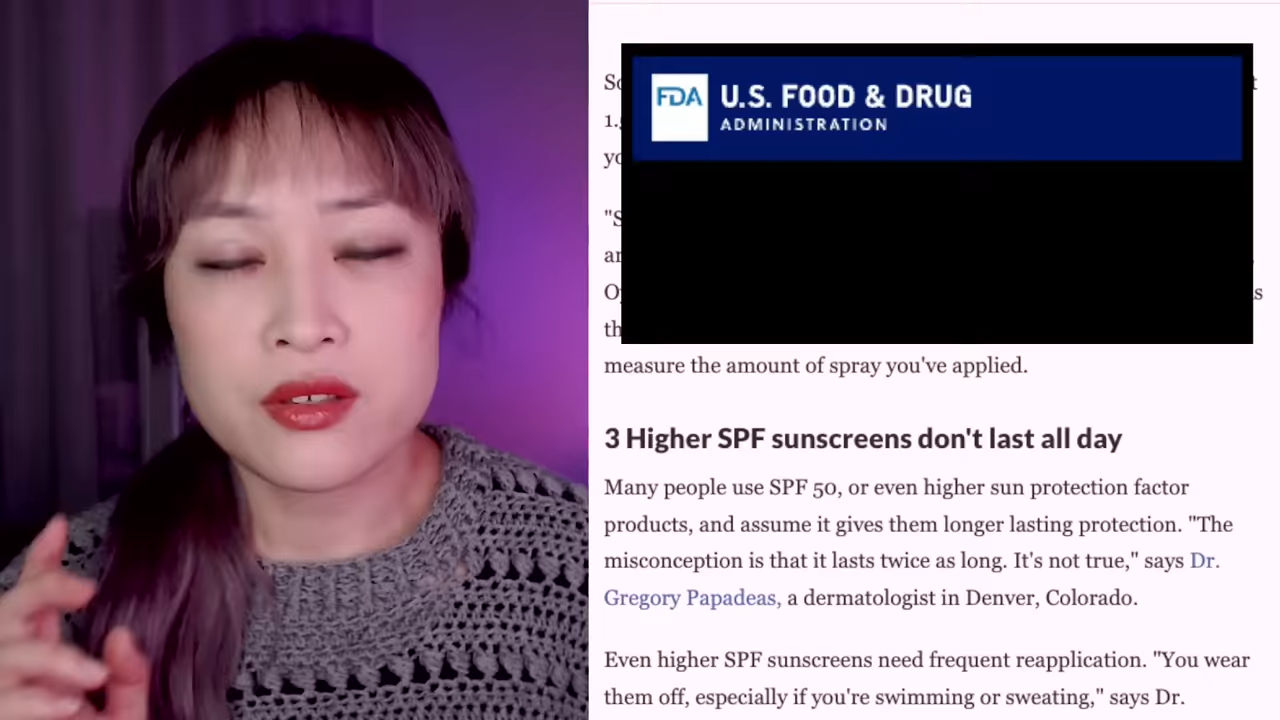 FDA
U.S. FOOD & DRUG
ADMINISTRATION
measure the amount of spray you've applied.
3 Higher SPF sunscreens don't last all day
Many people use SPF 50, or even higher sun protection factor
products, and assume it gives them longer lasting protection. "The
misconception is that it lasts twice as long. It's not true," says Dr.
Gregory Papadeas, a dermatologist in Denver, Colorado.
Even higher SPF sunscreens need frequent reapplication. "You wear
them off, especially if you're swimming or sweating," says Dr.